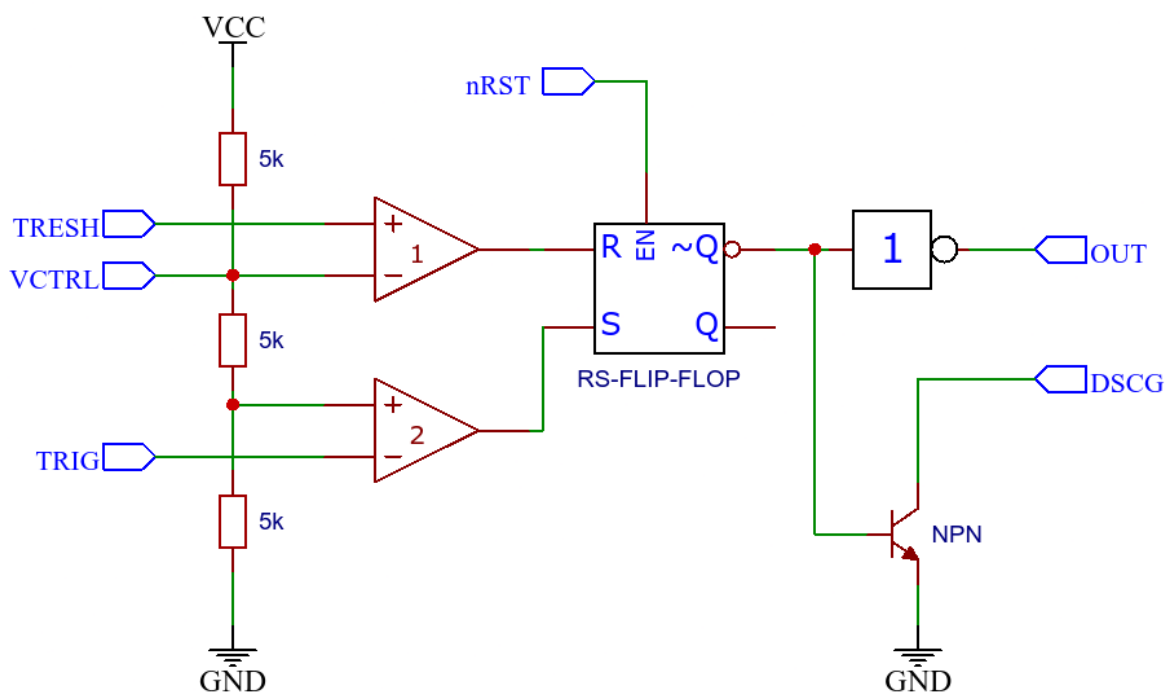 VCC
nRST
5k
TRESH
+
1
R
EN
~Q
1
OUT
VCTRL
−
5k
S
Q
RS-FLIP-FLOP
DSCG
+
2
TRIG
−
5k
NPN
GND
GND